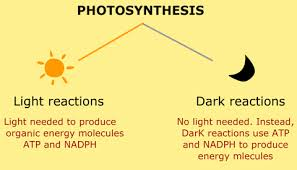 PHOTOSYNTHESIS
Light reactions
Light needed to produce
organic energy molecules
ATP and NADPH
Dark reactions
No light needed. Instead,
DarK reactions use ATP
and NADPH to produce
energy mlecules